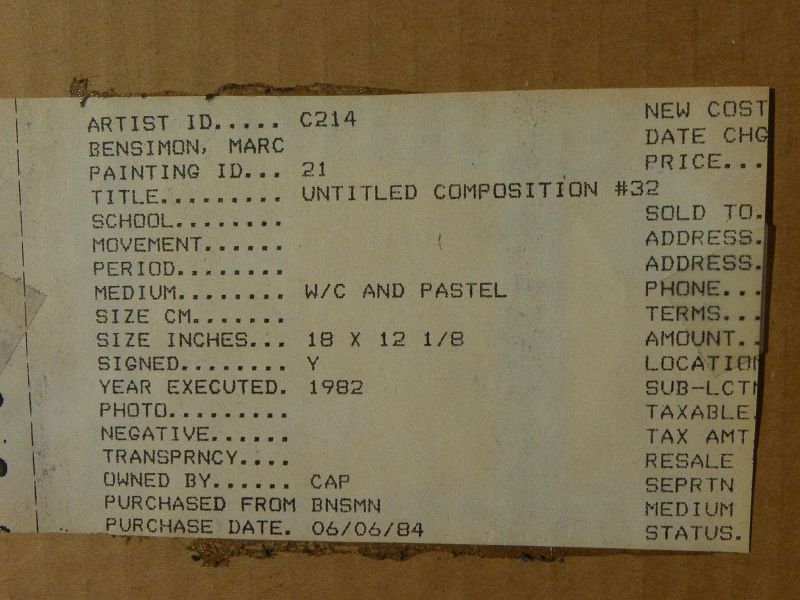 ARTIST ID..... C214
BENSIMON, MARC
PAINTING ID... 21
TITLE......... UNTITLED COMPOSITION #32
SCHOOL........
MOVEMENT......
PERIOD........
MEDIUM........ W/C AND PASTEL
SIZE CM.......
SIZE INCHES... 18 X 12 1/8
SIGNED........ Y
YEAR EXECUTED. 1982
PHOTO.........
NEGATIVE......
TRANSPRNCY....
OWNED BY...... CAP
PURCHASED FROM BNSMN
PURCHASE DATE. 06/06/84
NEW COST
DATE CHG
PRICE...
SOLD TO.
ADDRESS.
ADDRESS.
PHONE...
TERMS...
AMOUNT..
LOCATION
SUB-LCTN
TAXABLE.
TAX AMT
RESALE
SEPRTN
MEDIUM
STATUS.